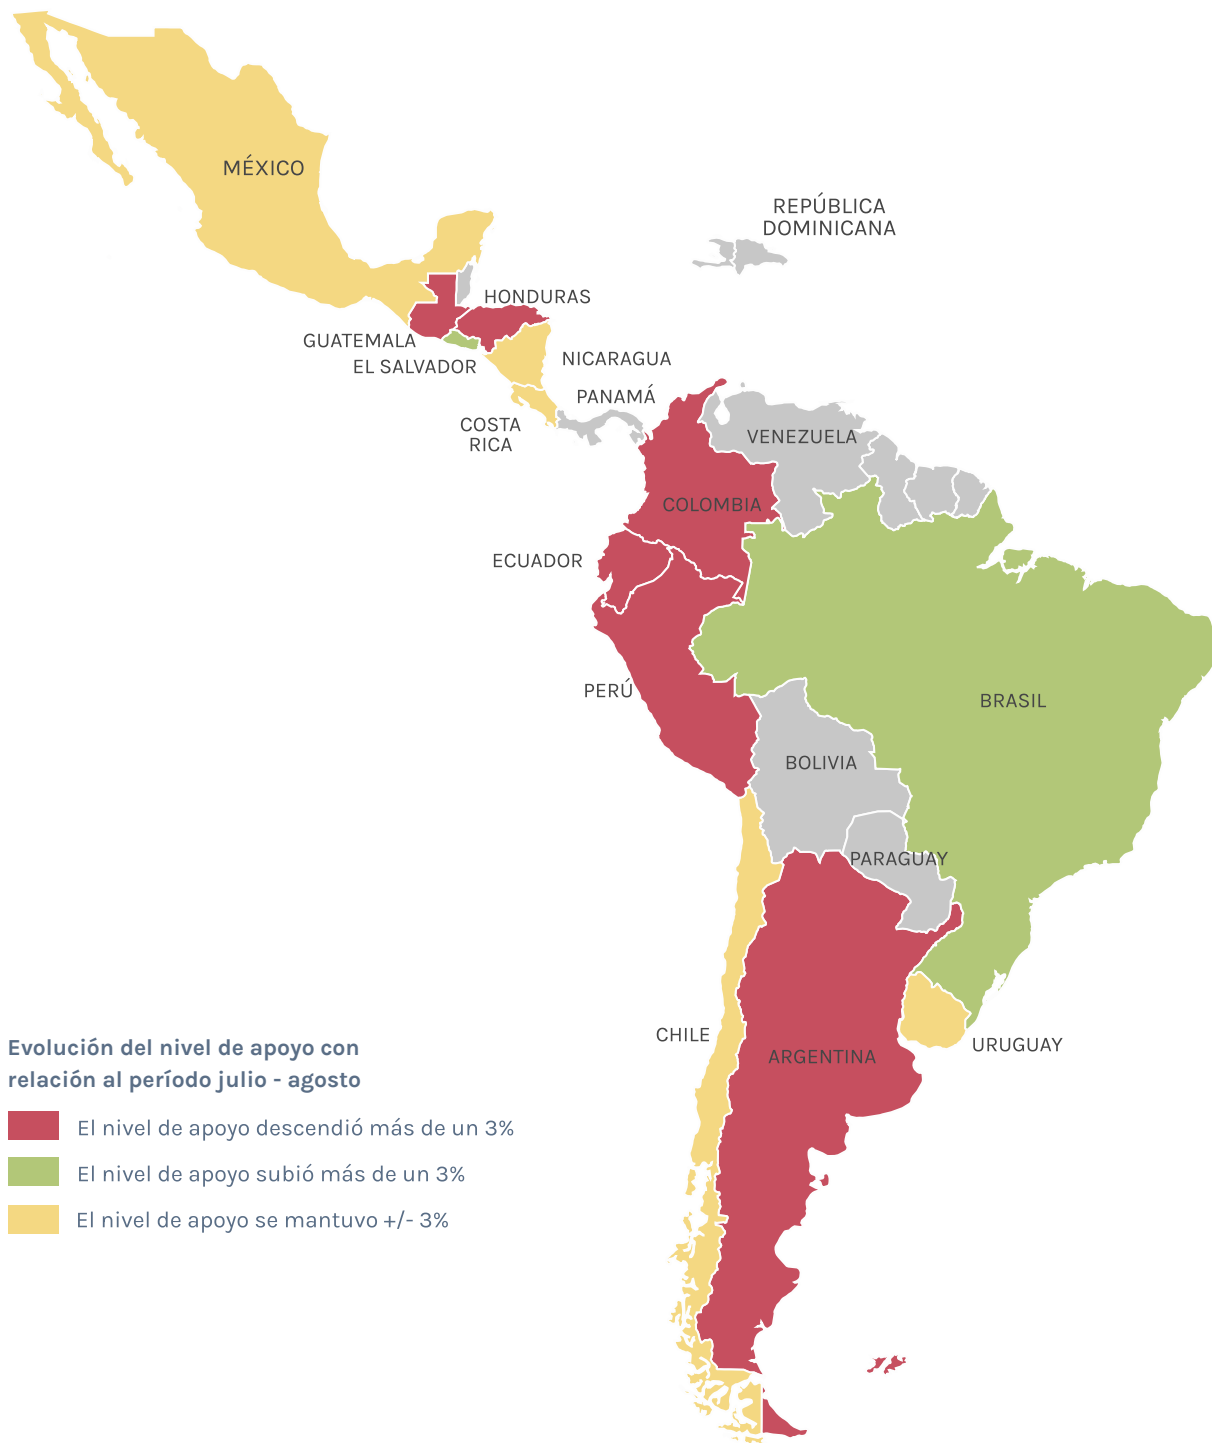 MÉXICO
REPÚBLICA
DOMINICANA
HONDURAS
GUATEMALA
EL SALVADOR
NICARAGUA
PANAMÁ
COSTA
RICA
VENEZUELA
COLOMBIA
ECUADOR
PERÚ
BRASIL
BOLIVIA
PARAGUAY
CHILE
ARGENTINA
URUGUAY
Evolución del nivel de apoyo con
relación al período julio - agosto
El nivel de apoyo descendió más de un 3%
El nivel de apoyo subió más de un 3%
El nivel de apoyo se mantuvo +/- 3%